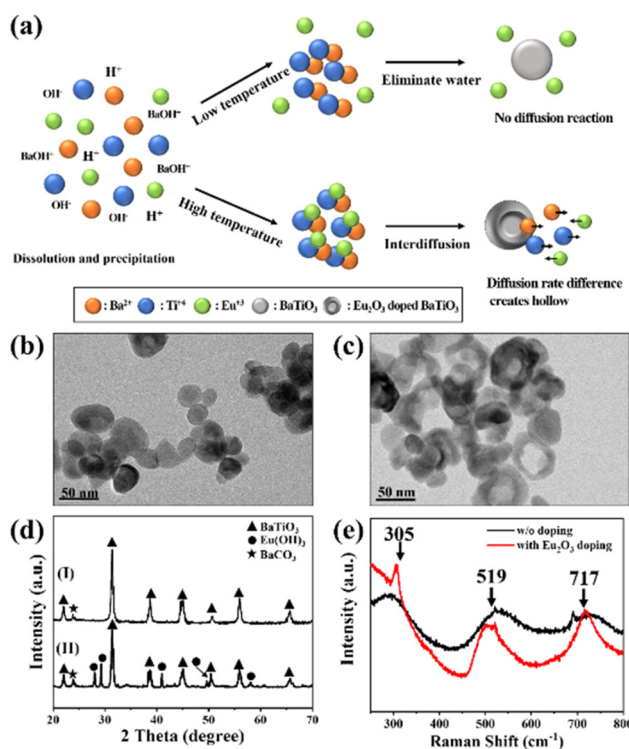 (a)
H⁺
OH⁻
BaOH⁺
BaOH⁺
H⁺
BaOH⁺
OH⁻
OH⁻
H⁺
Dissolution and precipitation
Low temperature
High temperature
Eliminate water
Interdiffusion
No diffusion reaction
Diffusion rate difference
creates hollow
: Ba²⁺ : Ti⁺⁴ : Eu⁺³ : BaTiO₃ : Eu₂O₃ doped BaTiO₃
(b)
50 nm
(c)
50 nm
(d)
BaTiO₃
Eu(OH)₃
BaCO₃
(I)
(II)
Intensity (a.u.)
20 30 40 50 60 70
2 Theta (degree)
(e)
w/o doping
with Eu₂O₃ doping
305
519
717
Intensity (a.u.)
300 400 500 600 700 800
Raman Shift (cm⁻¹)